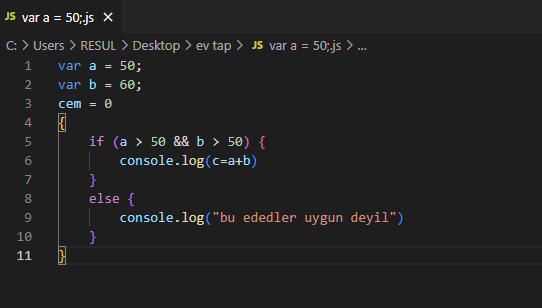 JS var a = 50;.js ×
C: > Users > RESUL > Desktop > ev tap > JS var a = 50;.js > ...
1 var a = 50;
2 var b = 60;
3 cem = 0
4 {
5     if (a > 50 && b > 50) {
6         console.log(c=a+b)
7     }
8     else {
9         console.log("bu ededler uygun deyil")
10     }
11 }